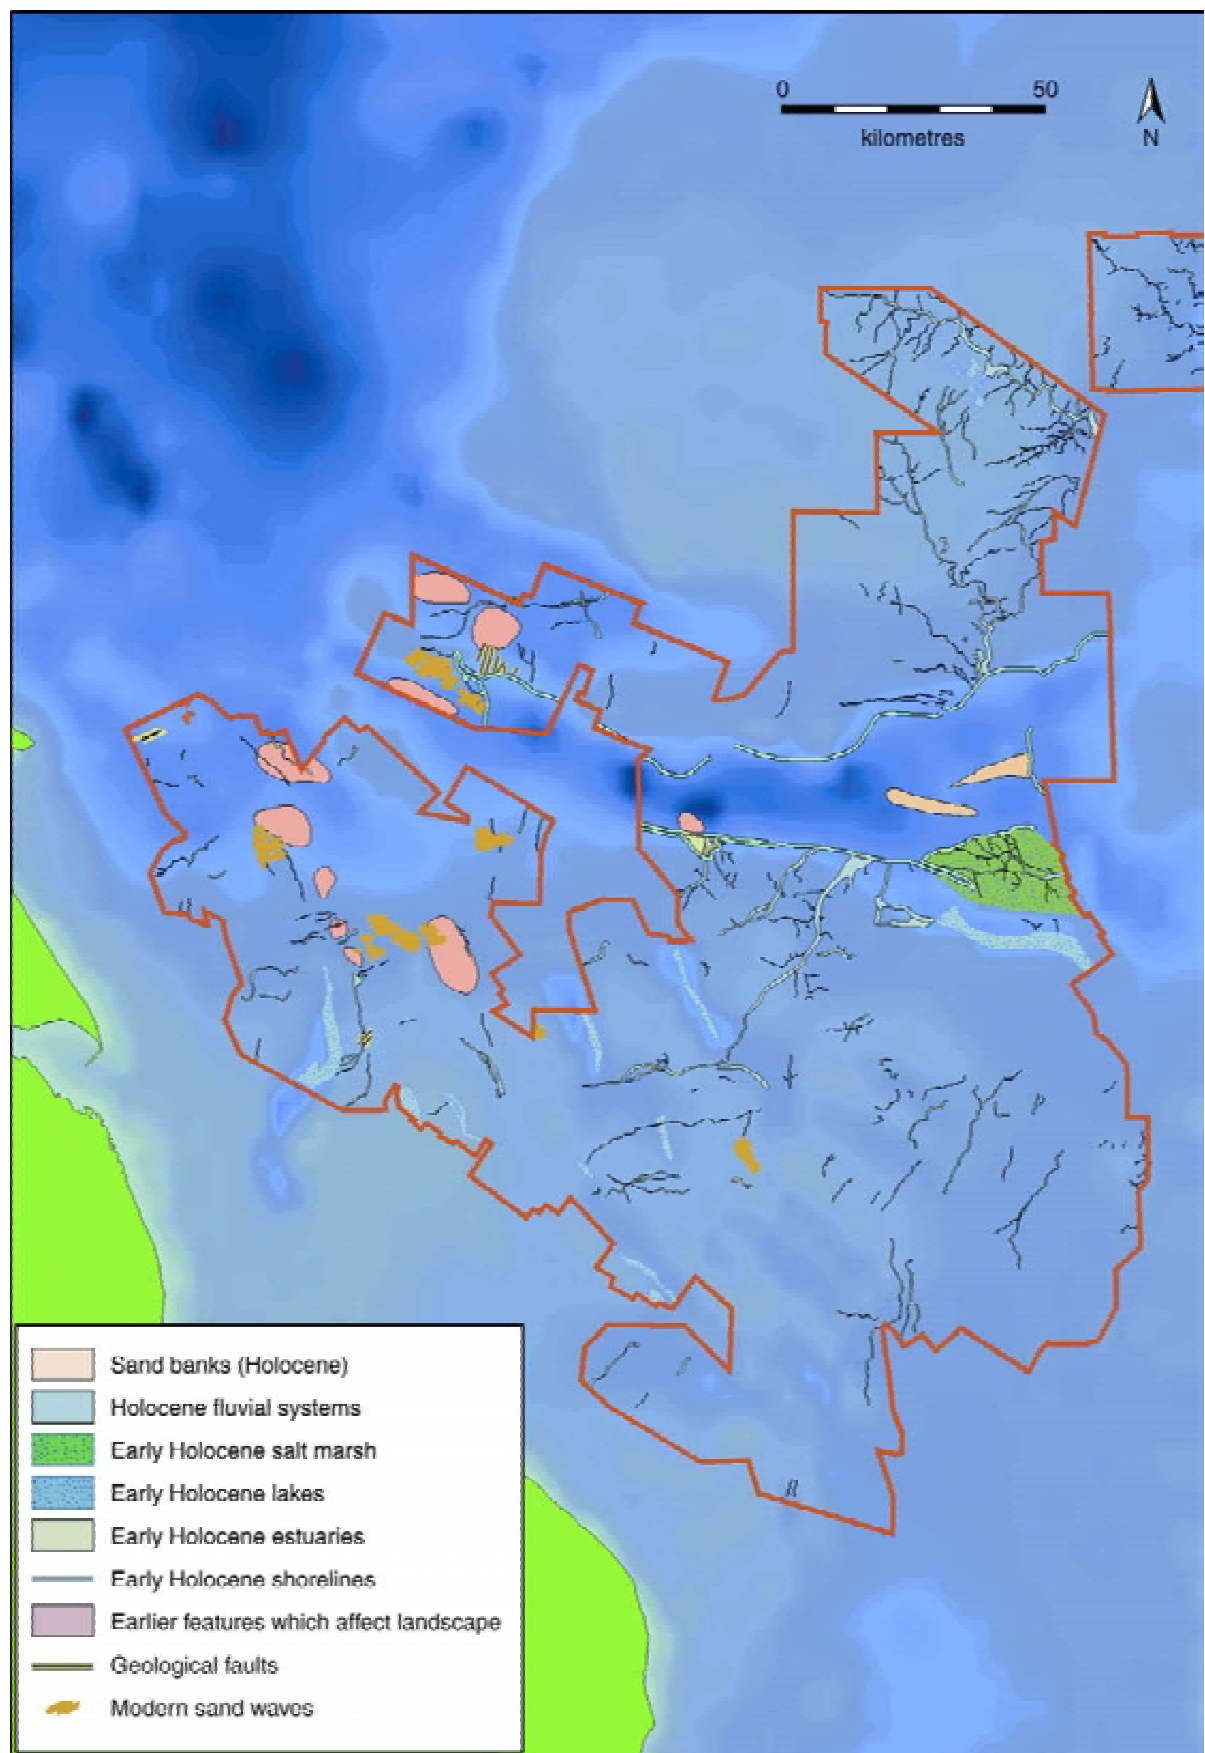 0 50
kilometres
N
Sand banks (Holocene)
Holocene fluvial systems
Early Holocene salt marsh
Early Holocene lakes
Early Holocene estuaries
Early Holocene shorelines
Earlier features which affect landscape
Geological faults
Modern sand waves